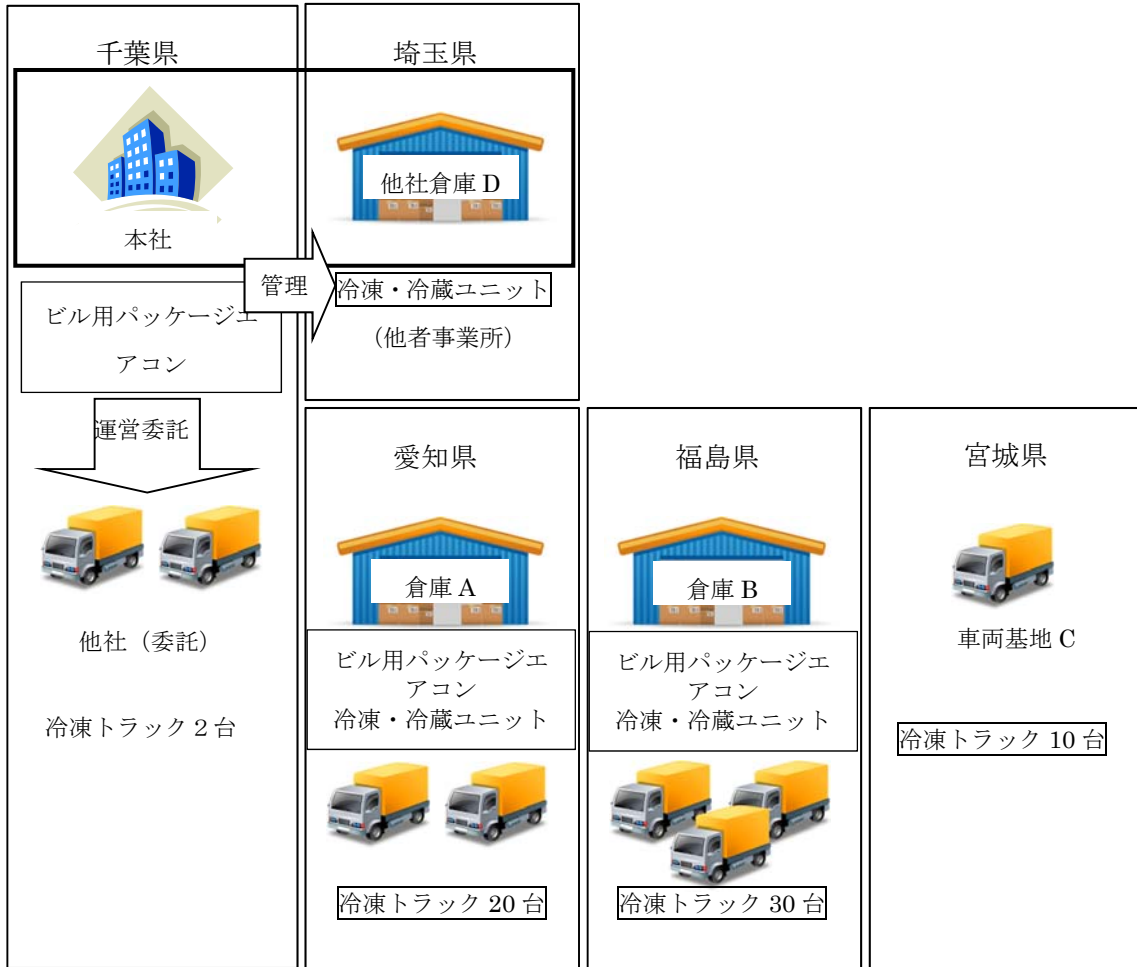 千葉県
本社
ビル用パッケージエ
アコン
運営委託
他社（委託）
冷凍トラック２台
埼玉県
他社倉庫 D
管理
冷凍・冷蔵ユニット
（他者事業所）
愛知県
倉庫 A
ビル用パッケージエ
アコン
冷凍・冷蔵ユニット
冷凍トラック 20 台
福島県
倉庫 B
ビル用パッケージエ
アコン
冷凍・冷蔵ユニット
冷凍トラック 30 台
宮城県
車両基地 C
冷凍トラック 10 台